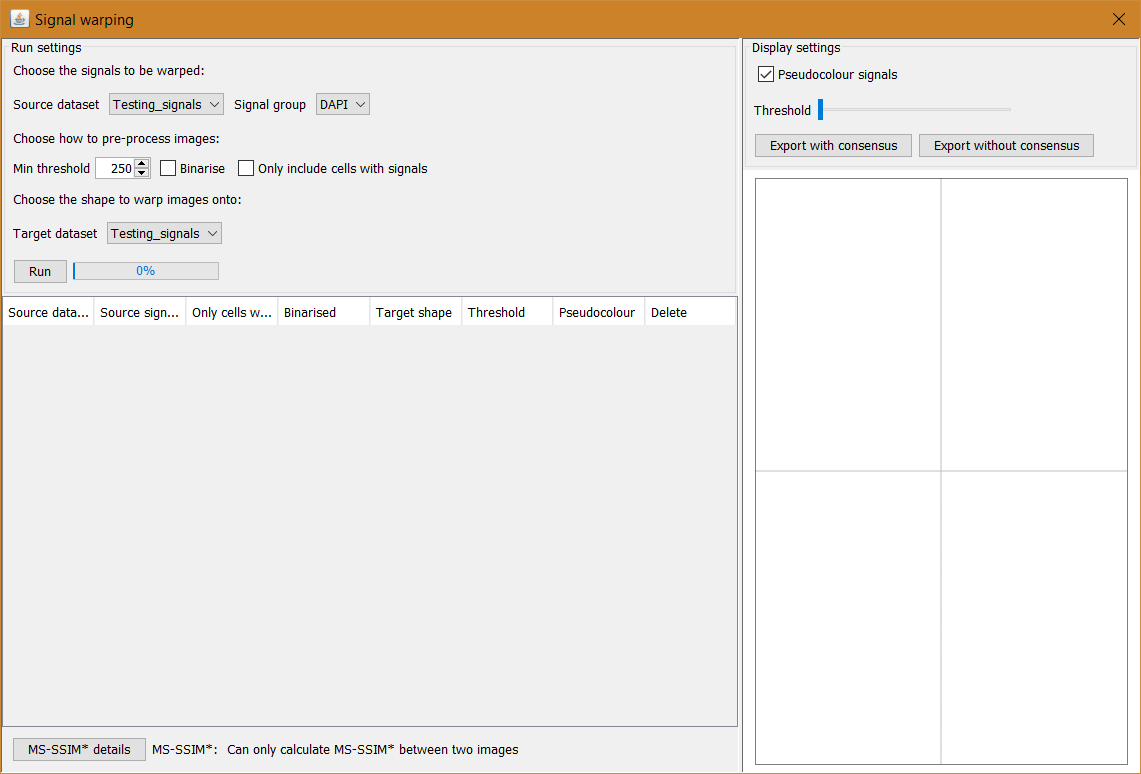 Signal warping
Run settings
Choose the signals to be warped:
Source dataset Testing_signals Signal group DAPI
Choose how to pre-process images:
Min threshold 250 Binarise Only include cells with signals
Choose the shape to warp images onto:
Target dataset Testing_signals
Run 0%
Source data... Source sign... Only cells w... Binarised Target shape Threshold Pseudocolour Delete
MS-SSIM* details MS-SSIM*: Can only calculate MS-SSIM* between two images
Display settings
Pseudocolour signals
Threshold
Export with consensus Export without consensus